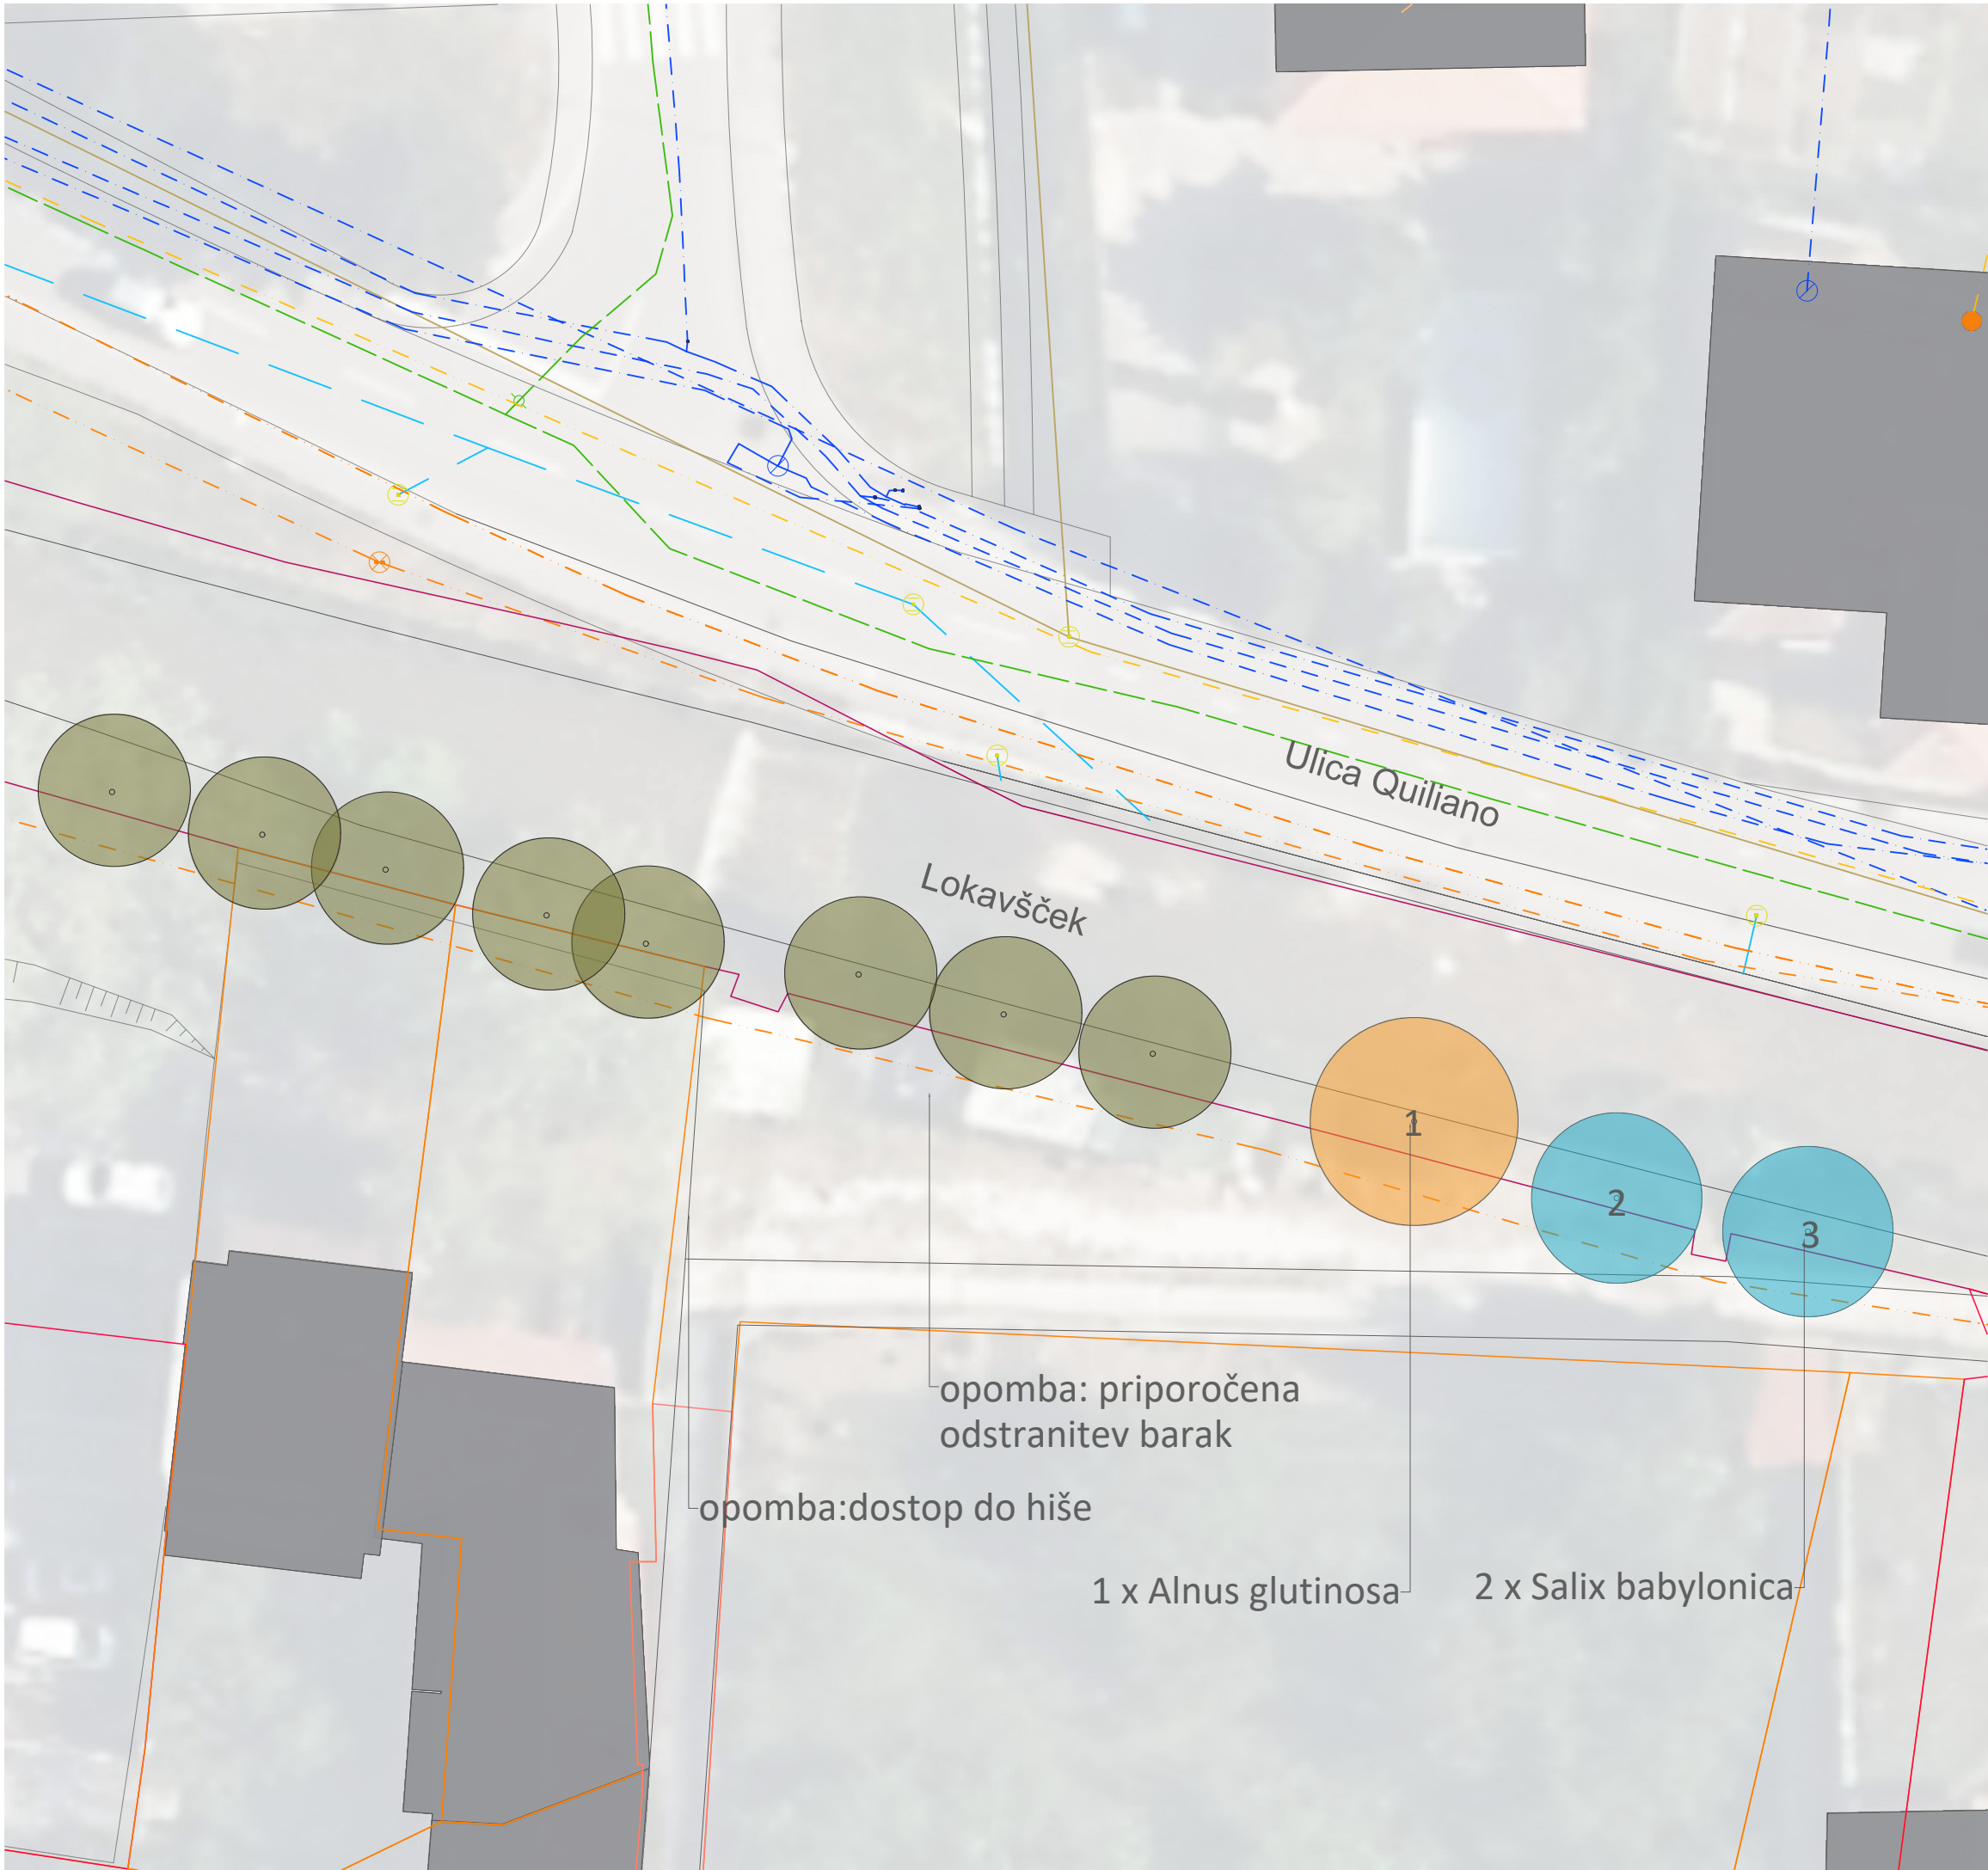 Ulica Quiliano
Lokavšček
1
2
3
opomba: priporočena
odstranitev barak
opomba:dostop do hiše
1 x Alnus glutinosa
2 x Salix babylonica